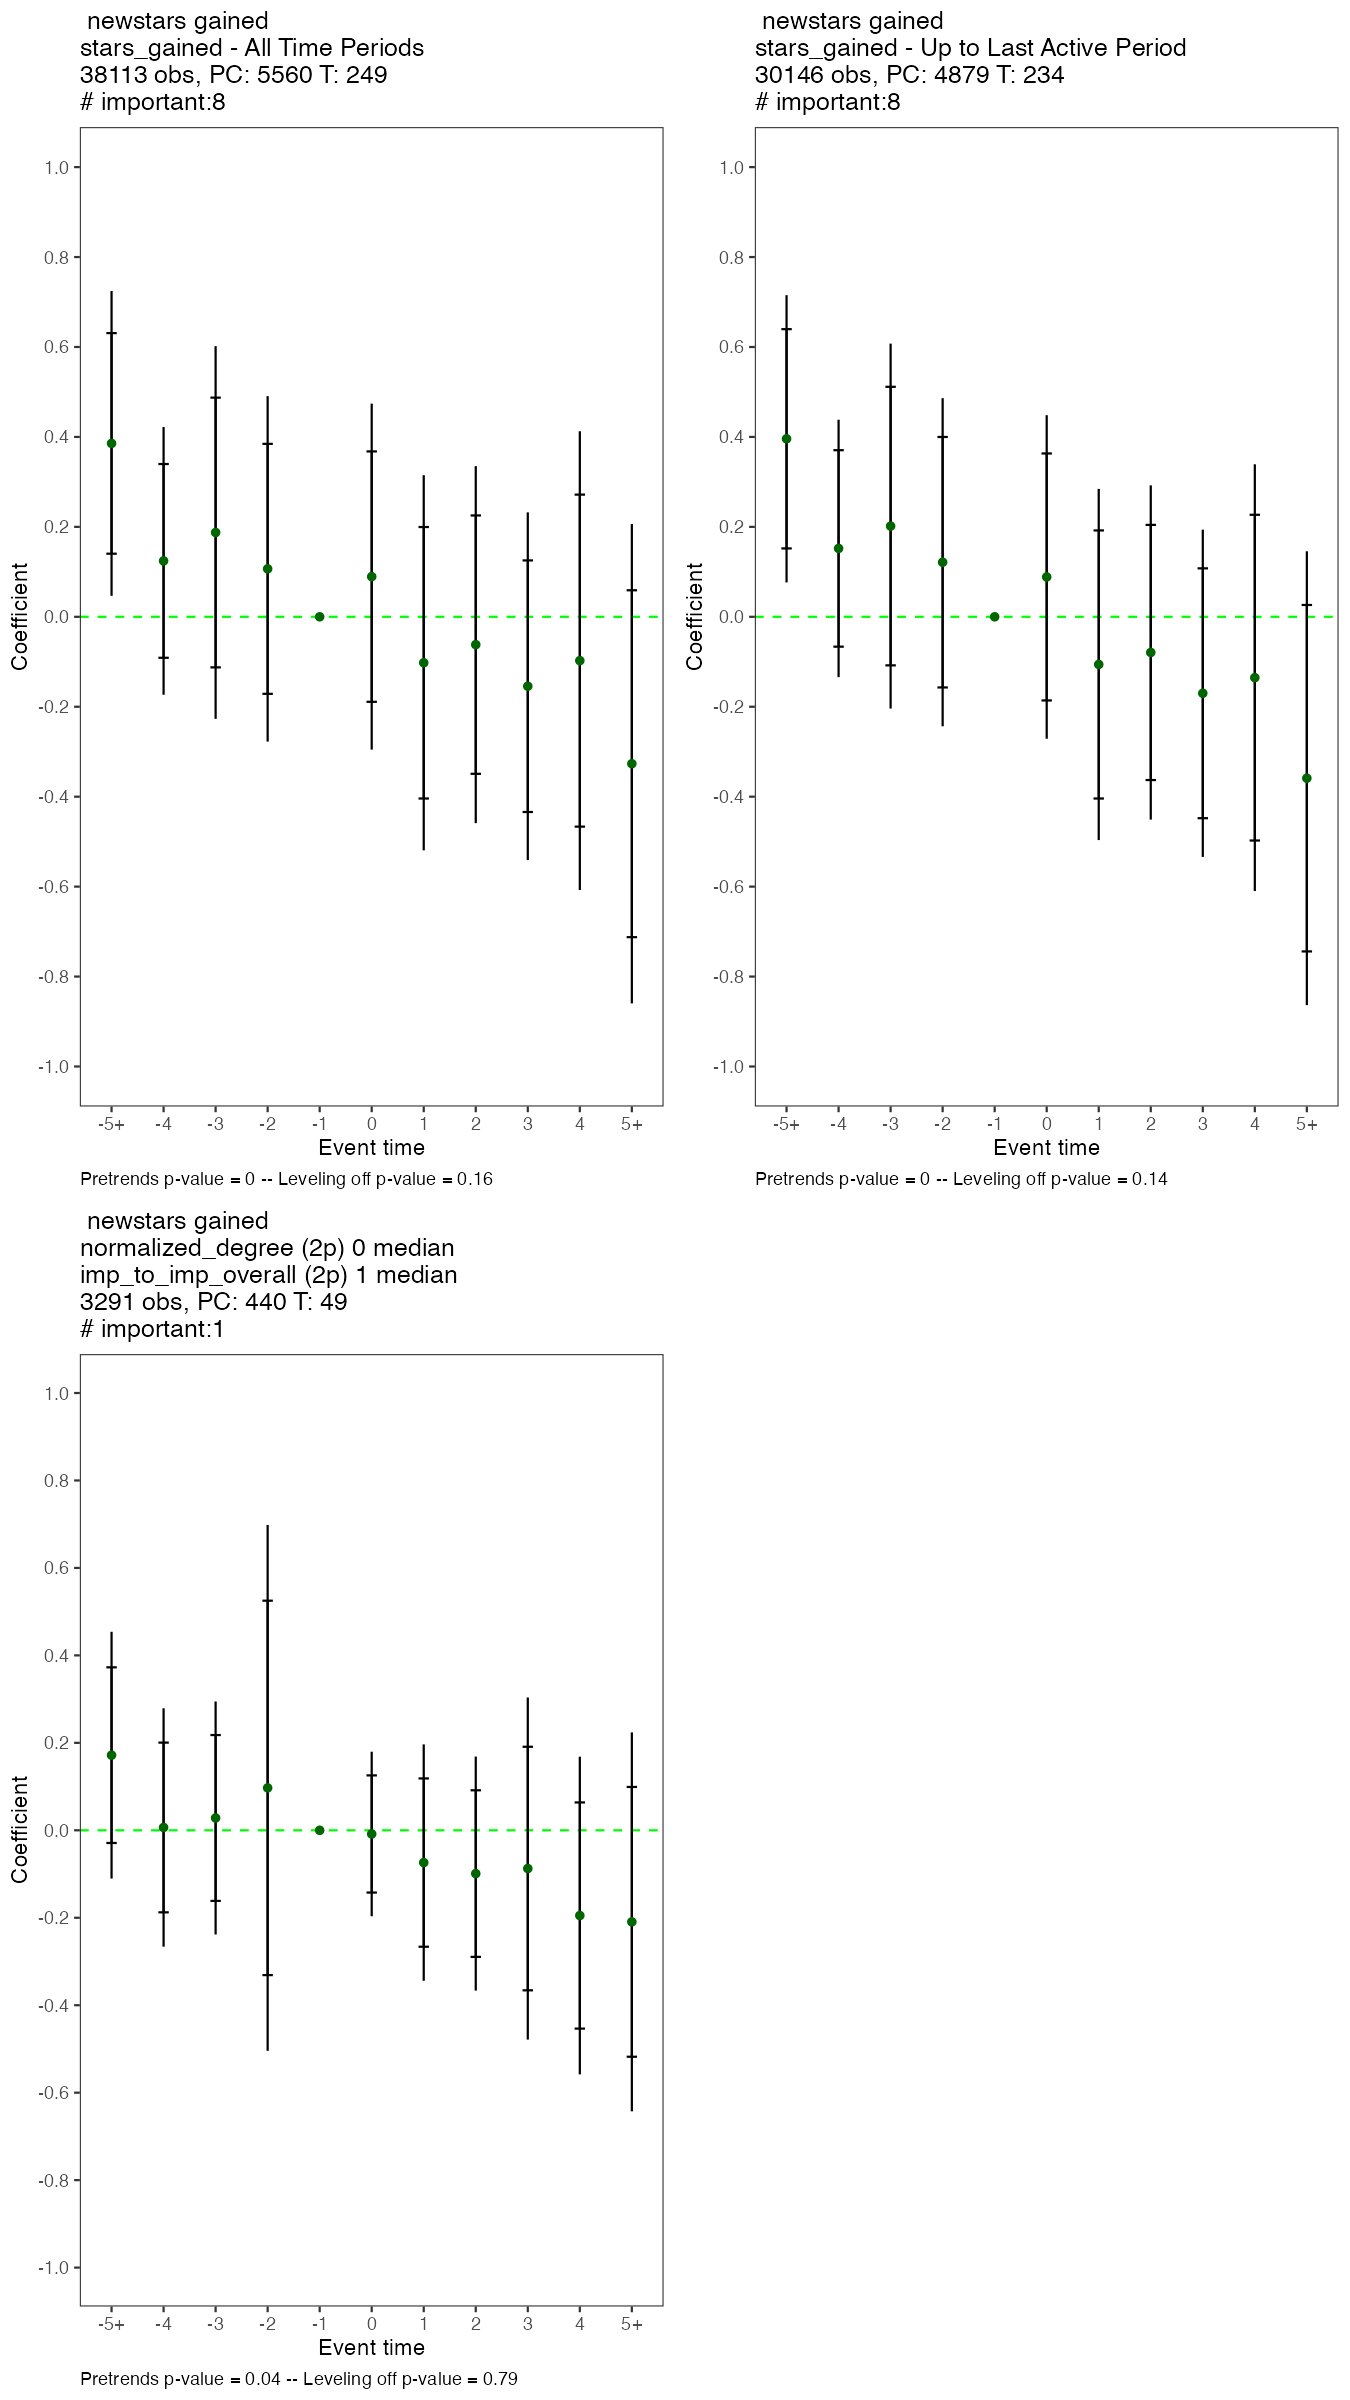 newstars gained
stars_gained - All Time Periods
38113 obs, PC: 5560 T: 249
# important:8
1.0
0.8
0.6
0.4
0.2
0.0
-0.2
-0.4
-0.6
-0.8
-1.0
Coefficient
-5+ -4 -3 -2 -1 0 1 2 3 4 5+
Event time
Pretrends p-value = 0 -- Leveling off p-value = 0.16
newstars gained
stars_gained - Up to Last Active Period
30146 obs, PC: 4879 T: 234
# important:8
1.0
0.8
0.6
0.4
0.2
0.0
-0.2
-0.4
-0.6
-0.8
-1.0
Coefficient
-5+ -4 -3 -2 -1 0 1 2 3 4 5+
Event time
Pretrends p-value = 0 -- Leveling off p-value = 0.14
newstars gained
normalized_degree (2p) 0 median
imp_to_imp_overall (2p) 1 median
3291 obs, PC: 440 T: 49
# important:1
1.0
0.8
0.6
0.4
0.2
0.0
-0.2
-0.4
-0.6
-0.8
-1.0
Coefficient
-5+ -4 -3 -2 -1 0 1 2 3 4 5+
Event time
Pretrends p-value = 0.04 -- Leveling off p-value = 0.79